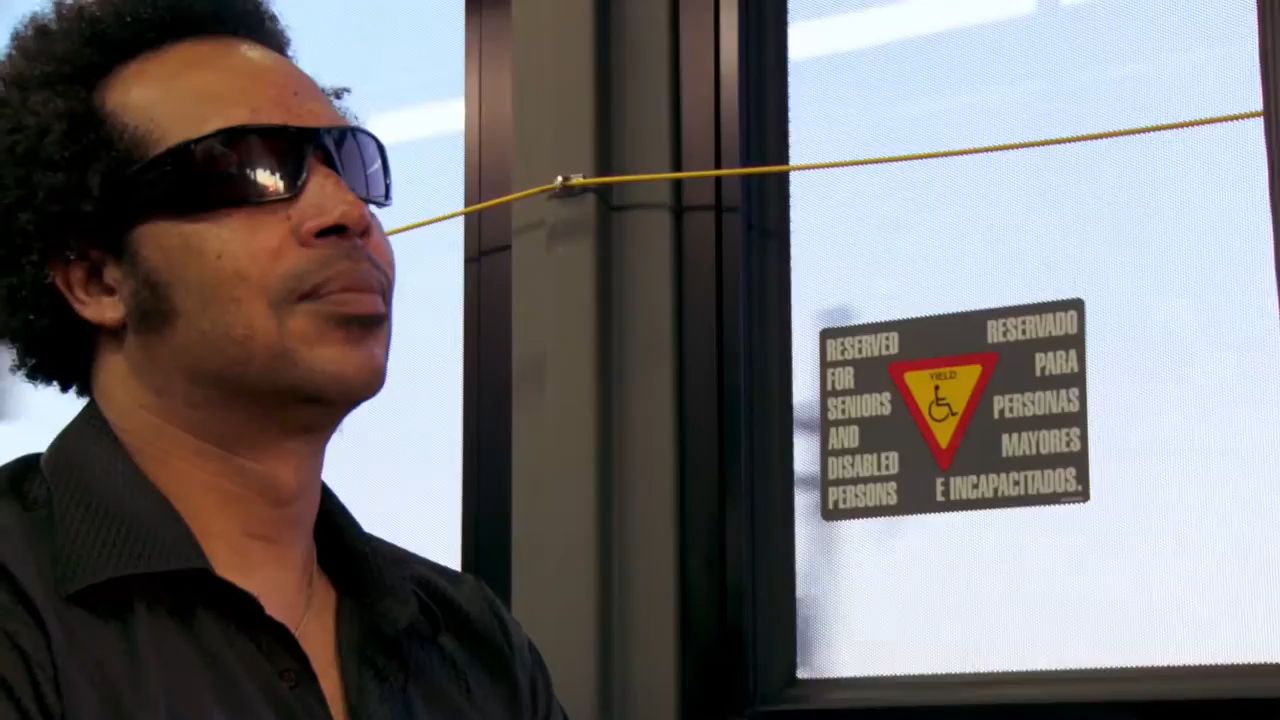 RESERVED
FOR
SENIORS
AND
DISABLED
PERSONS
YIELD
RESERVADO
PARA
PERSONAS
MAYORES
E INCAPACITADOS.